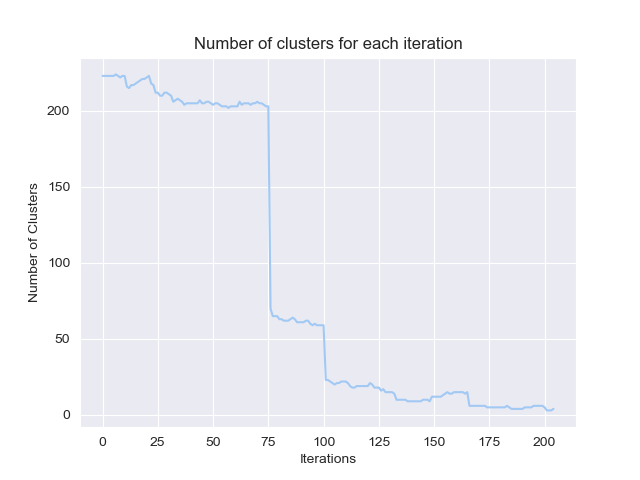 Number of clusters for each iteration
Number of Clusters
200
150
100
50
0
0 25 50 75 100 125 150 175 200
Iterations